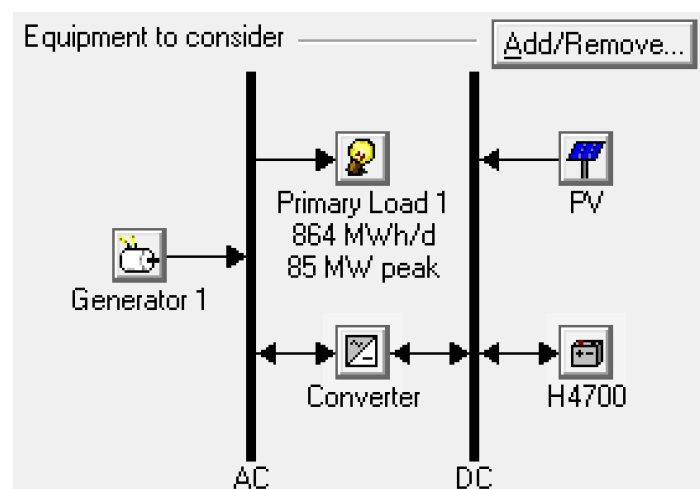 Equipment to consider
Add/Remove...
Primary Load 1
864 MWh/d
85 MW peak
PV
Generator 1
Converter
H4700
AC
DC